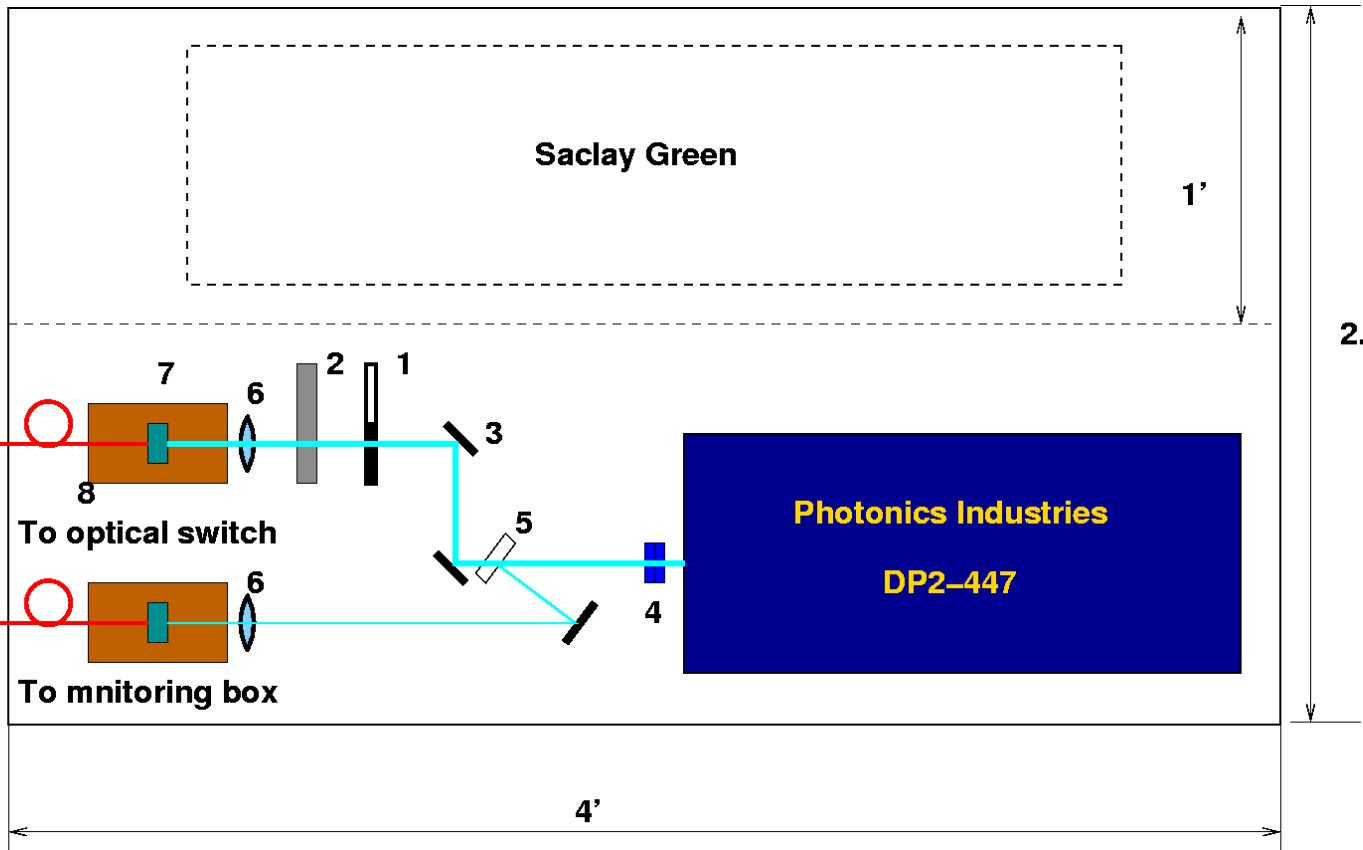 Saclay Green
1’
2.
7
6
2
1
3
8
To optical switch
5
Photonics Industries
DP2–447
6
4
To mnitoring box
4’